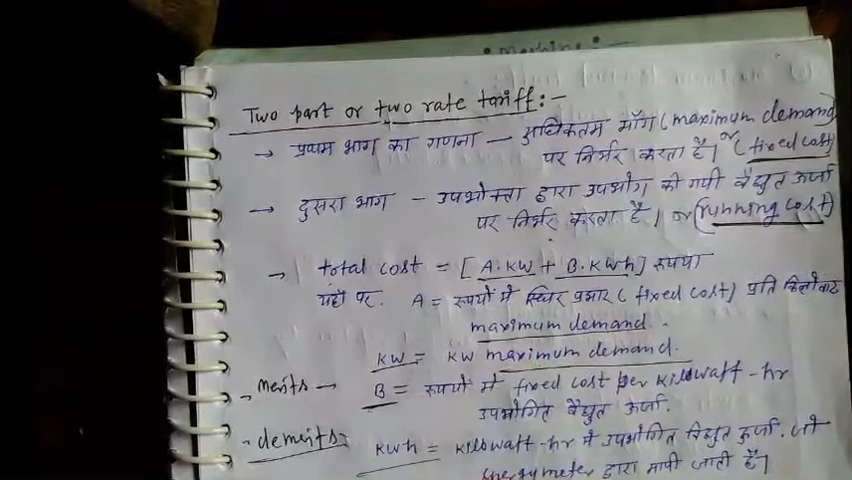 Machine :-
Two part or two rate tariff:-
→ प्रथम भाग का गणना - अधिकतम माँग (maximum demand)
पर निर्भर करता है। or (fixed cost)
→ दुसरा भाग - उपभोक्ता द्वारा उपभोग की गयी वैद्युत ऊर्जा
पर निर्भर करता है। or (running cost)
→ total cost = [A.KW + B.KWh] रूपया
यहाँ पर. A = रूपयों में स्थिर प्रभार (fixed cost) प्रति किलोवाट
maximum demand.
KW = KW maximum demand.
→ merits → B = रूपयों में fixed cost per kilowatt-hr
उपभोगित वैद्युत ऊर्जा.
→ demerits KWh = kilowatt-hr में उपभोगित विद्युत ऊर्जा. जो
energymeter द्वारा मापी जाती है।